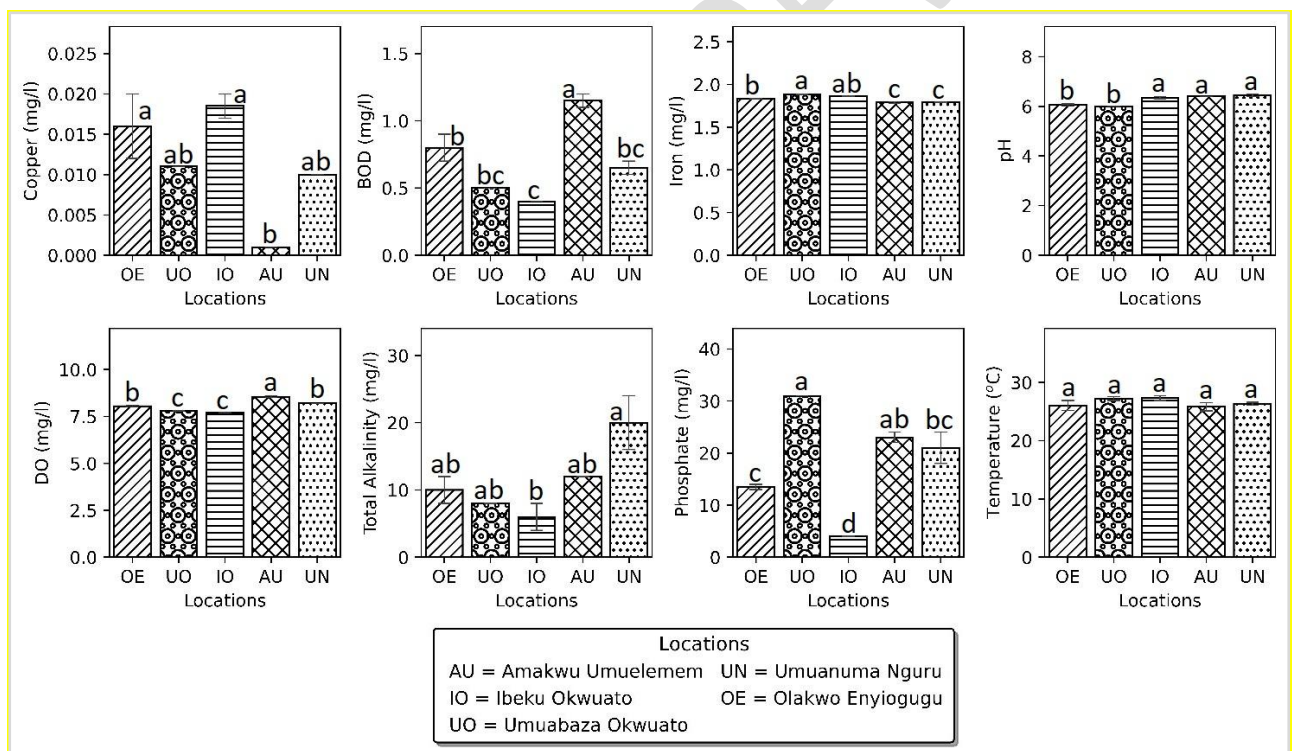 Copper (mg/l)
0.025
0.020
0.015
0.010
0.005
0.000
a
ab
a
b
ab
OE UO IO AU UN
Locations
BOD (mg/l)
1.5
1.0
0.5
0.0
b
bc
c
a
bc
OE UO IO AU UN
Locations
Iron (mg/l)
2.5
2.0
1.5
1.0
0.5
0.0
b a ab c c
OE UO IO AU UN
Locations
pH
8
6
4
2
0
b b a a a
OE UO IO AU UN
Locations
DO (mg/l)
10.0
7.5
5.0
2.5
0.0
b c c a b
OE UO IO AU UN
Locations
Total Alkalinity (mg/l)
30
20
10
0
ab
ab
b
ab
a
OE UO IO AU UN
Locations
Phosphate (mg/l)
40
30
20
10
0
c
a
d
ab
bc
OE UO IO AU UN
Locations
Temperature (°C)
30
20
10
0
a a a a a
OE UO IO AU UN
Locations
Locations
AU = Amakwu Umuelemem UN = Umuanuma Nguru
IO = Ibeku Okwuato OE = Olakwo Enyiogugu
UO = Umuabaza Okwuato